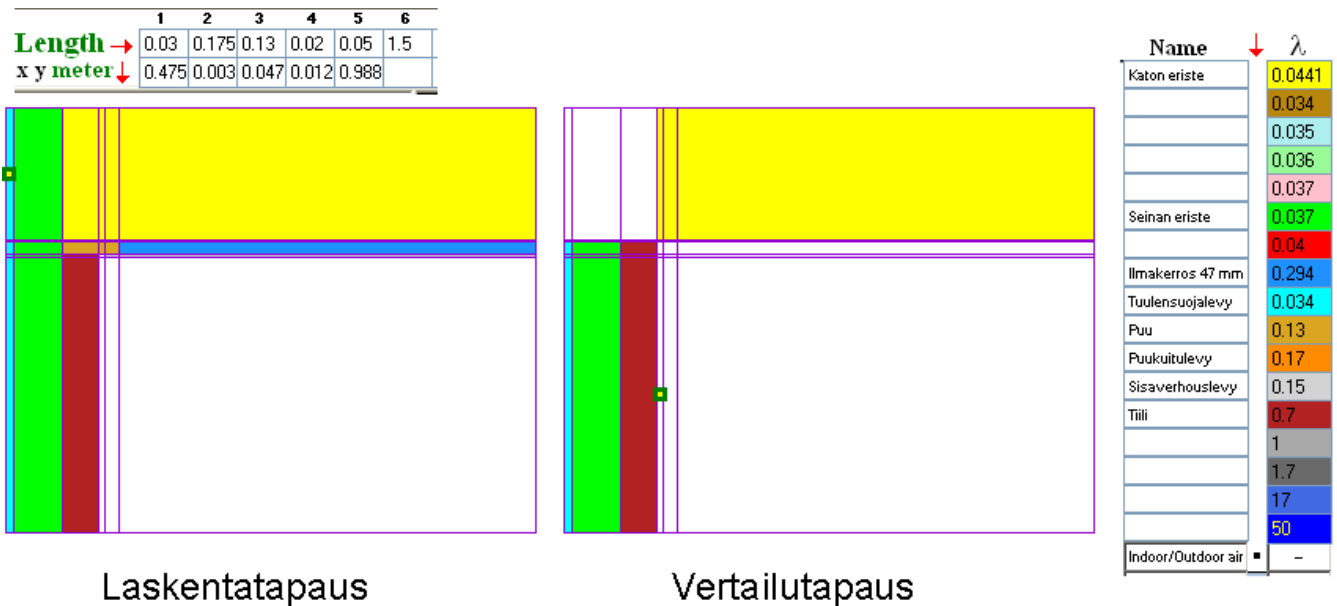 1 2 3 4 5 6
Length → 0.03 0.175 0.13 0.02 0.05 1.5
x y meter ↓ 0.475 0.003 0.047 0.012 0.988
Name ↓ λ
Katon eriste 0.0441
0.034
0.035
0.036
0.037
Seinan eriste 0.037
0.04
Ilmakerros 47 mm 0.294
Tuulensuojalevy 0.034
Puu 0.13
Puukuitulevy 0.17
Sisaverhouslevy 0.15
Tiili 0.7
1
1.7
17
50
Indoor/Outdoor air ▪ –
Laskentatapaus
Vertailutapaus